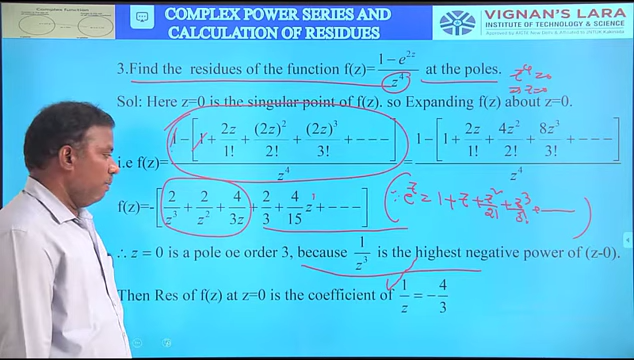 Complex Function
COMPLEX POWER SERIES AND
CALCULATION OF RESIDUES
VIGNAN'S LARA
INSTITUTE OF TECHNOLOGY & SCIENCE
3.Find the residues of the function f(z)=(1−e^{2z})/z^4 at the poles.
z^4=0
⇒ z=0
Sol: Here z=0 is the singular point of f(z). so Expanding f(z) about z=0.
i.e f(z)= (1−[1+2z/1!+(2z)^2/2!+(2z)^3/3!+---])/z^4 = (1−[1+2z/1!+4z^2/2!+8z^3/3!+---])/z^4
f(z)=-[2/z^3+2/z^2+4/3z+2/3+4/15 z+---] (∵ e^z = 1+z+z^2/2!+z^3/3!+---)
∴ z=0 is a pole oe order 3, because 1/z^3 is the highest negative power of (z-0).
Then Res of f(z) at z=0 is the coefficient of 1/z=−4/3